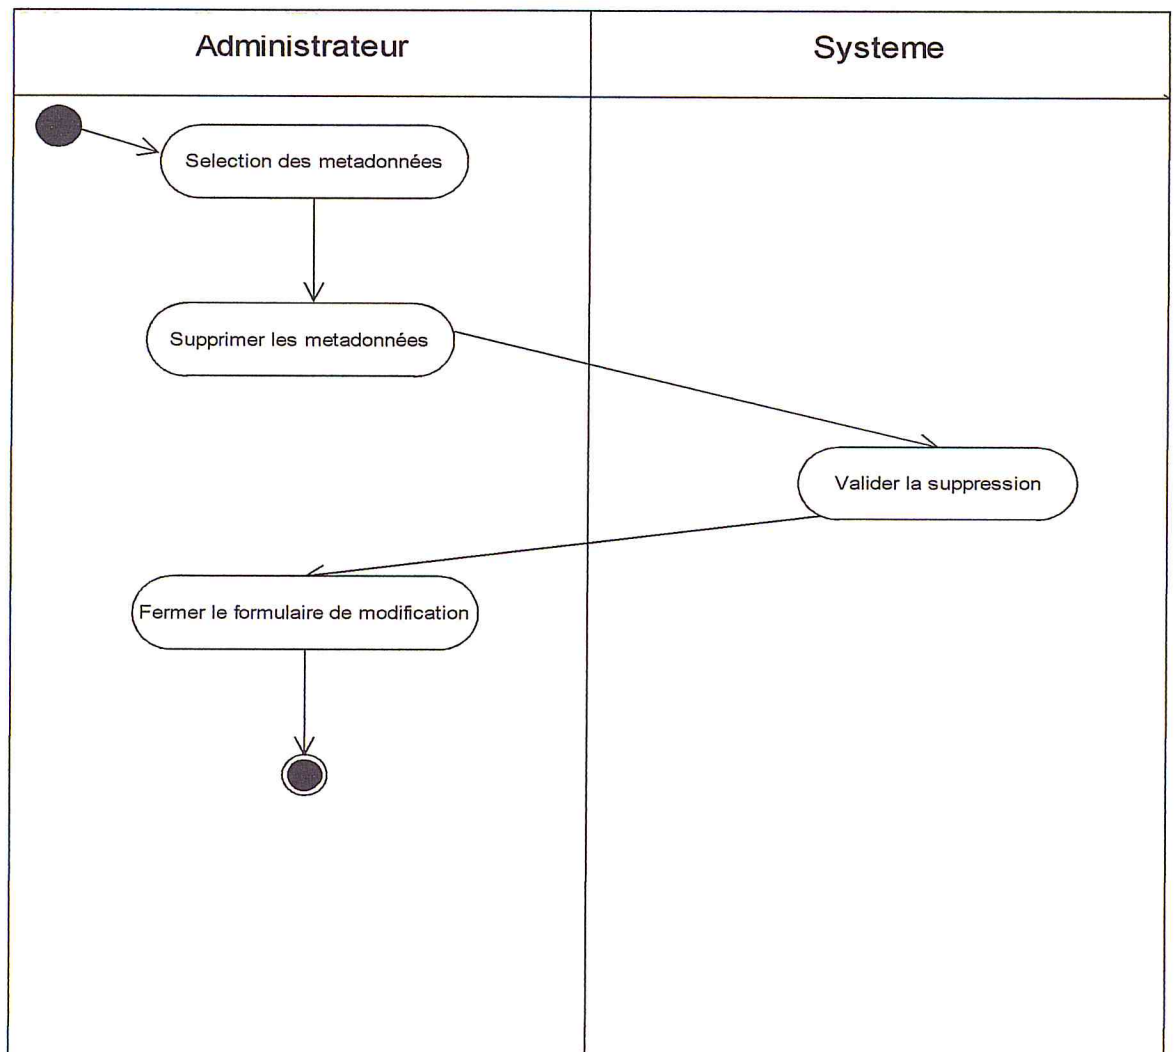 Administrateur
Systeme
Selection des metadonnées
Supprimer les metadonnées
Valider la suppression
Fermer le formulaire de modification